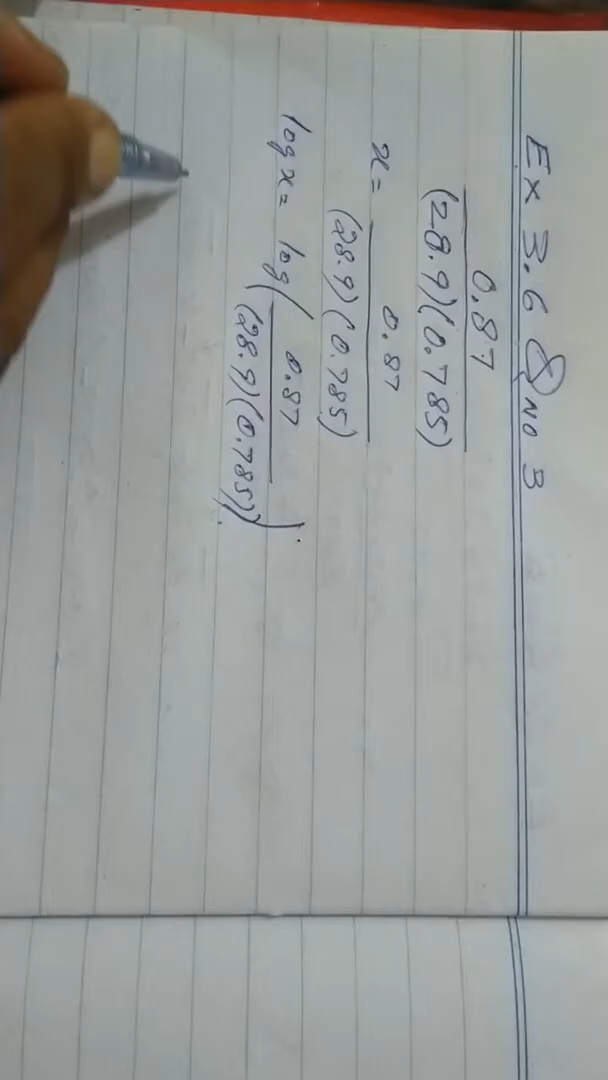 Ex 3.6 Q No 3
0.87
(28.9)(0.785)
x = 0.87
(28.9)(0.785)
log x = log ( 0.87
(28.9)(0.785) )